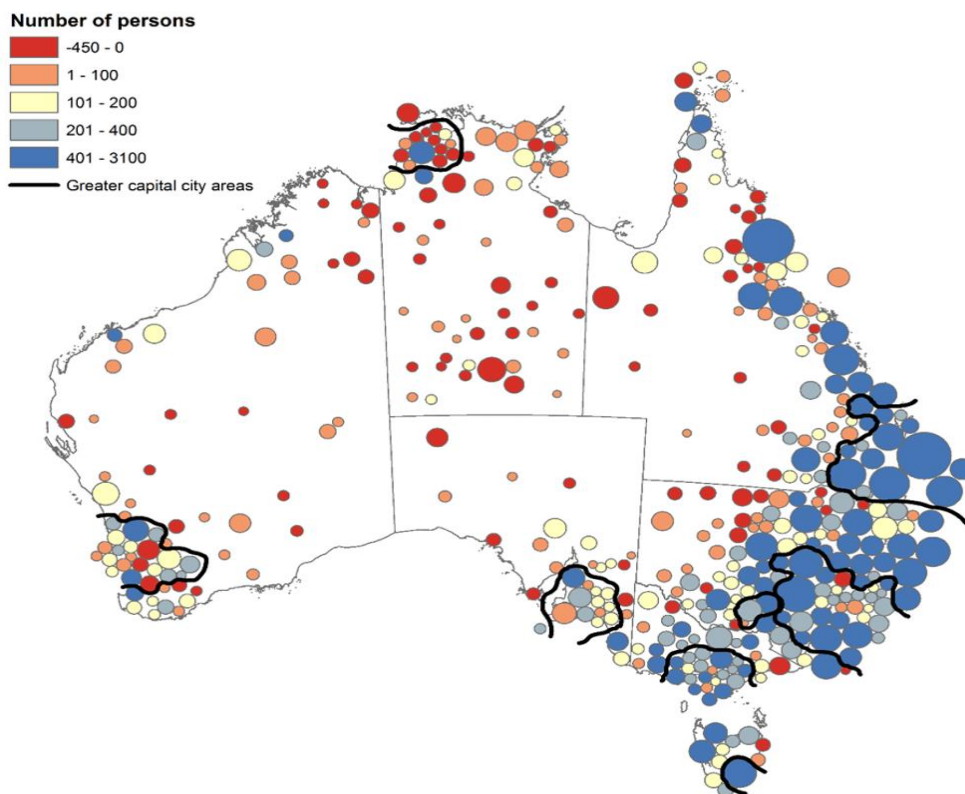 Number of persons
-450 - 0
1 - 100
101 - 200
201 - 400
401 - 3100
Greater capital city areas